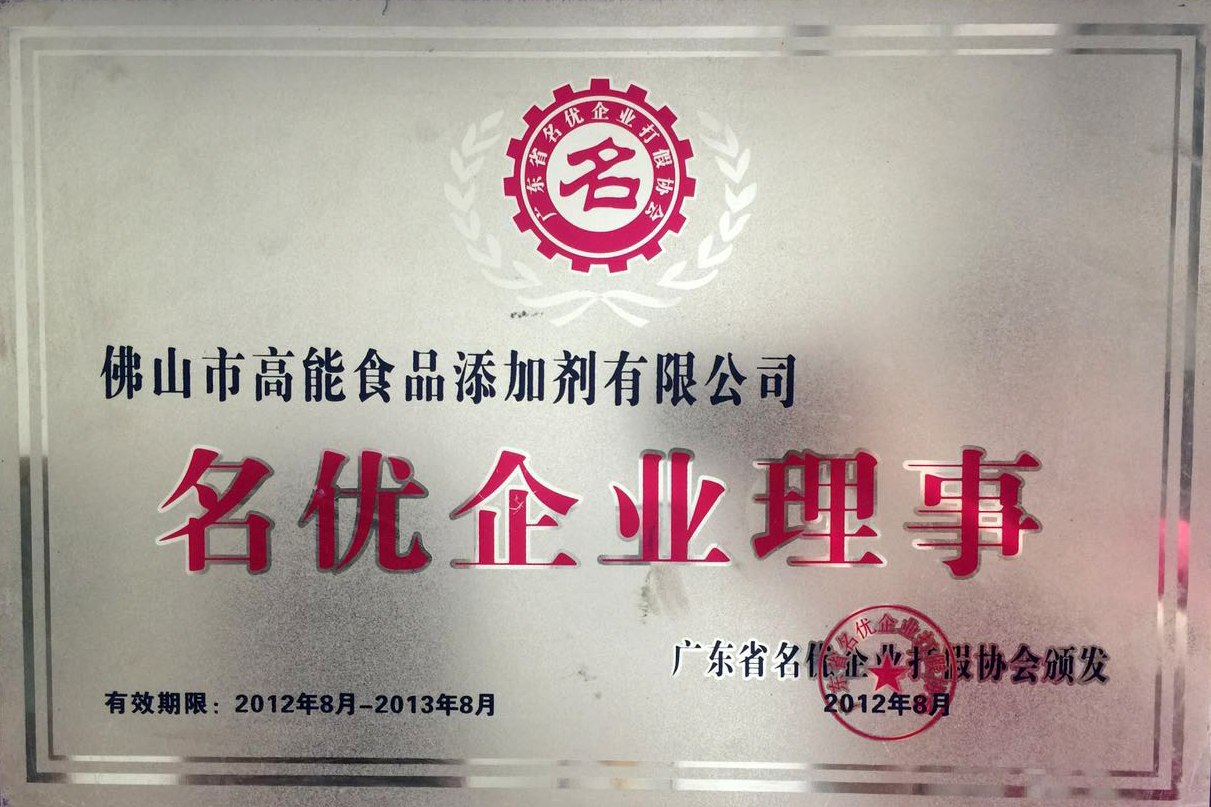 广东省名优企业打假协会
名
佛山市高能食品添加剂有限公司
名优企业理事
广东省名优企业打假协会颁发
有效期限：2012年8月-2013年8月
2012年8月